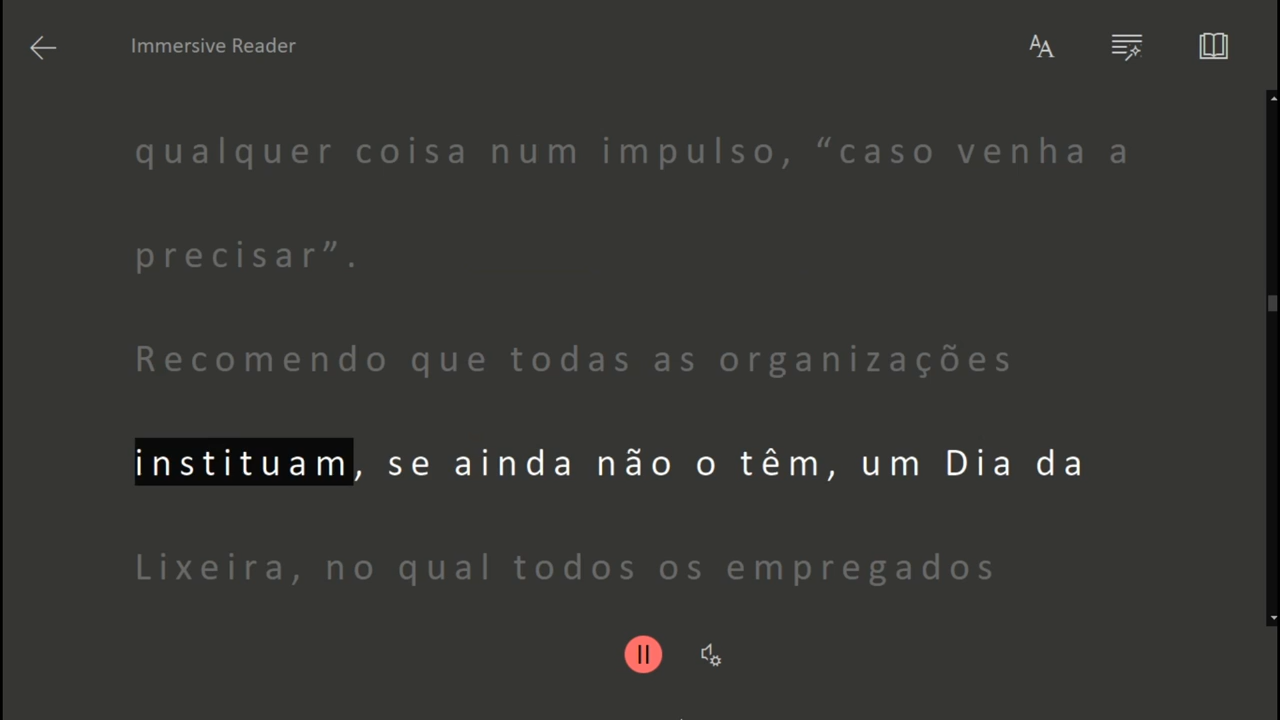 Immersive Reader
qualquer coisa num impulso, “caso venha a
precisar”.
Recomendo que todas as organizações
instituam, se ainda não o têm, um Dia da
Lixeira, no qual todos os empregados